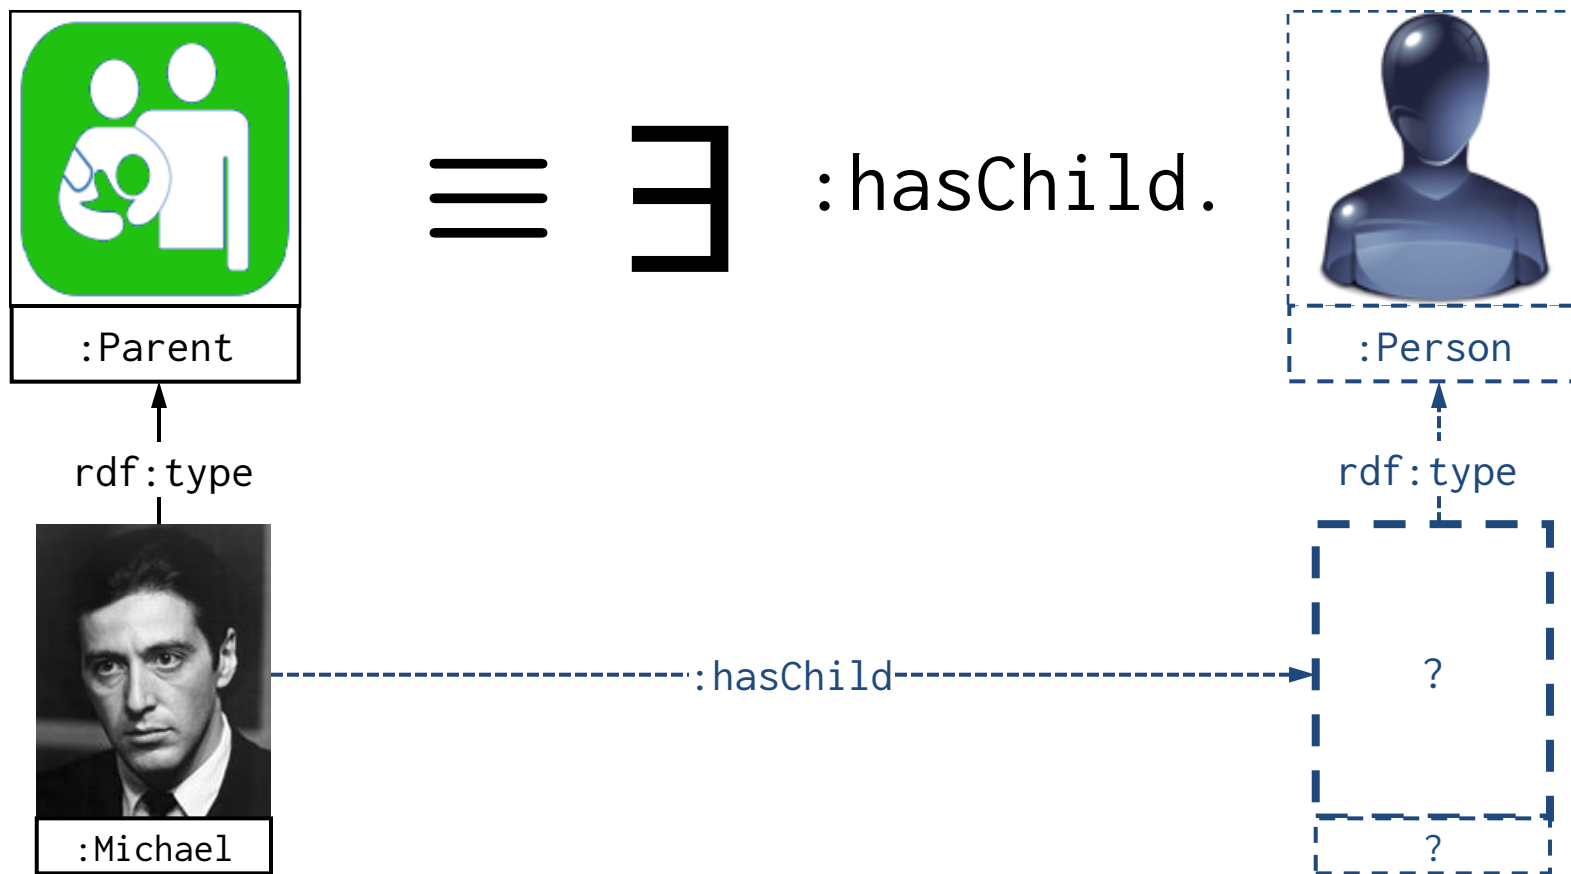 ≡ ∃ :hasChild.
:Parent
:Person
rdf:type
rdf:type
:hasChild
?
:Michael
?